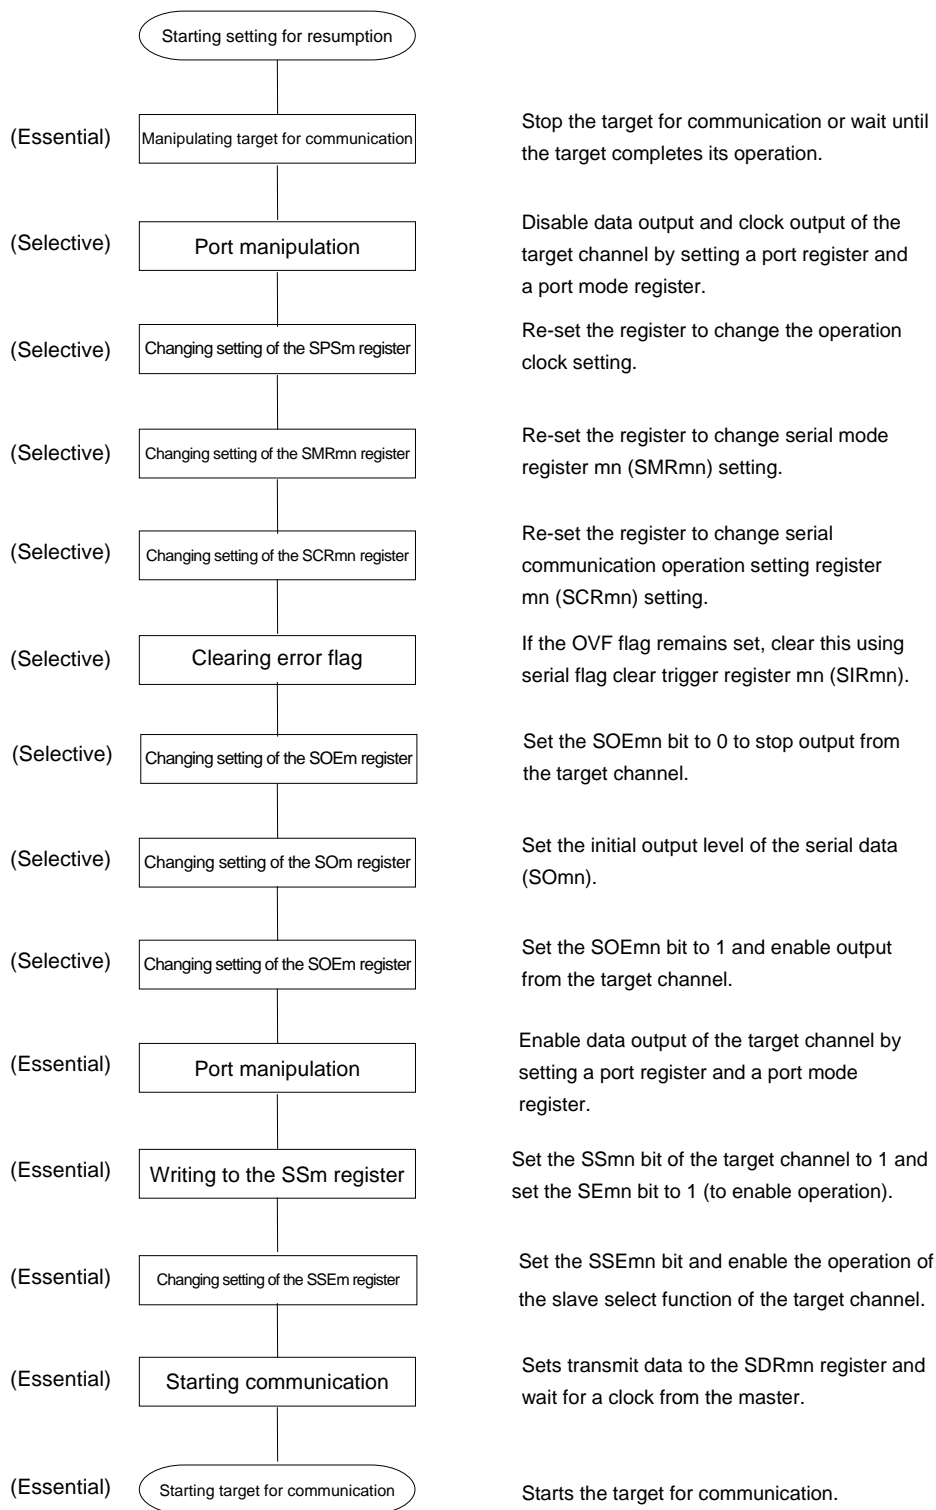 Starting setting for resumption
(Essential)
Manipulating target for communication
Stop the target for communication or wait until
the target completes its operation.
(Selective)
Port manipulation
Disable data output and clock output of the
target channel by setting a port register and
a port mode register.
(Selective)
Changing setting of the SPSm register
Re-set the register to change the operation
clock setting.
(Selective)
Changing setting of the SMRmn register
Re-set the register to change serial mode
register mn (SMRmn) setting.
(Selective)
Changing setting of the SCRmn register
Re-set the register to change serial
communication operation setting register
mn (SCRmn) setting.
(Selective)
Clearing error flag
If the OVF flag remains set, clear this using
serial flag clear trigger register mn (SIRmn).
(Selective)
Changing setting of the SOEm register
Set the SOEmn bit to 0 to stop output from
the target channel.
(Selective)
Changing setting of the SOm register
Set the initial output level of the serial data
(SOmn).
(Selective)
Changing setting of the SOEm register
Set the SOEmn bit to 1 and enable output
from the target channel.
(Essential)
Port manipulation
Enable data output of the target channel by
setting a port register and a port mode
register.
(Essential)
Writing to the SSm register
Set the SSmn bit of the target channel to 1 and
set the SEmn bit to 1 (to enable operation).
(Essential)
Changing setting of the SSEm register
Set the SSEmn bit and enable the operation of
the slave select function of the target channel.
(Essential)
Starting communication
Sets transmit data to the SDRmn register and
wait for a clock from the master.
(Essential)
Starting target for communication
Starts the target for communication.